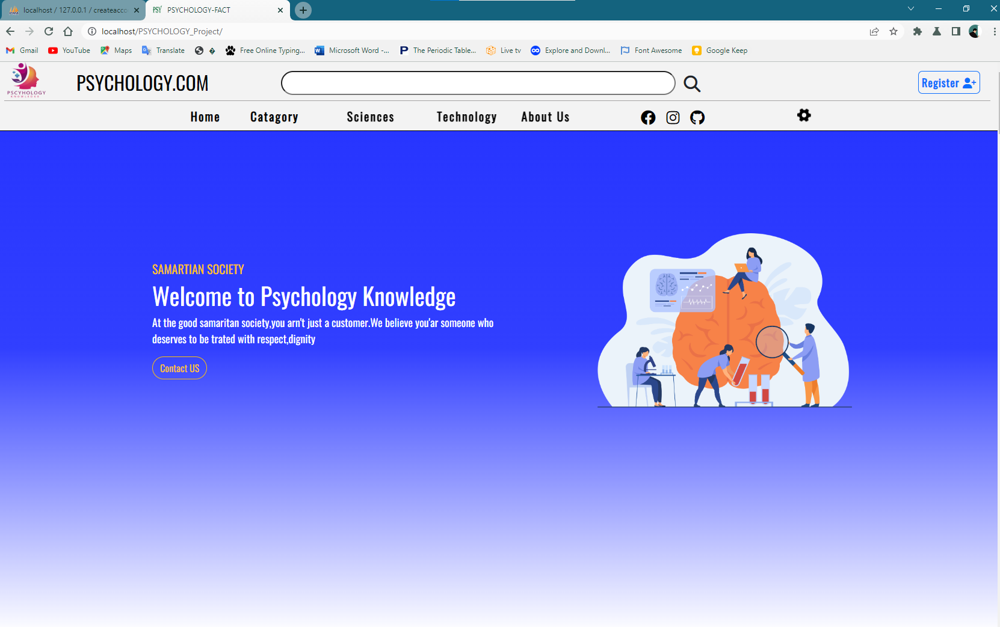 localhost / 127.0.0.1 / createacco
PSY PSYCHOLOGY-FACT
localhost/PSYCHOLOGY_Project/
Gmail YouTube Maps Translate � Free Online Typing... Microsoft Word -... The Periodic Table... Live tv Explore and Downl... Font Awesome Google Keep
PSCYHOLOGY
KNOWLEDGE
PSYCHOLOGY.COM
Register
Home Catagory Sciences Technology About Us
SAMARTIAN SOCIETY
Welcome to Psychology Knowledge
At the good samaritan society,you arn't just a customer.We believe you'ar someone who
deserves to be trated with respect,dignity
Contact US